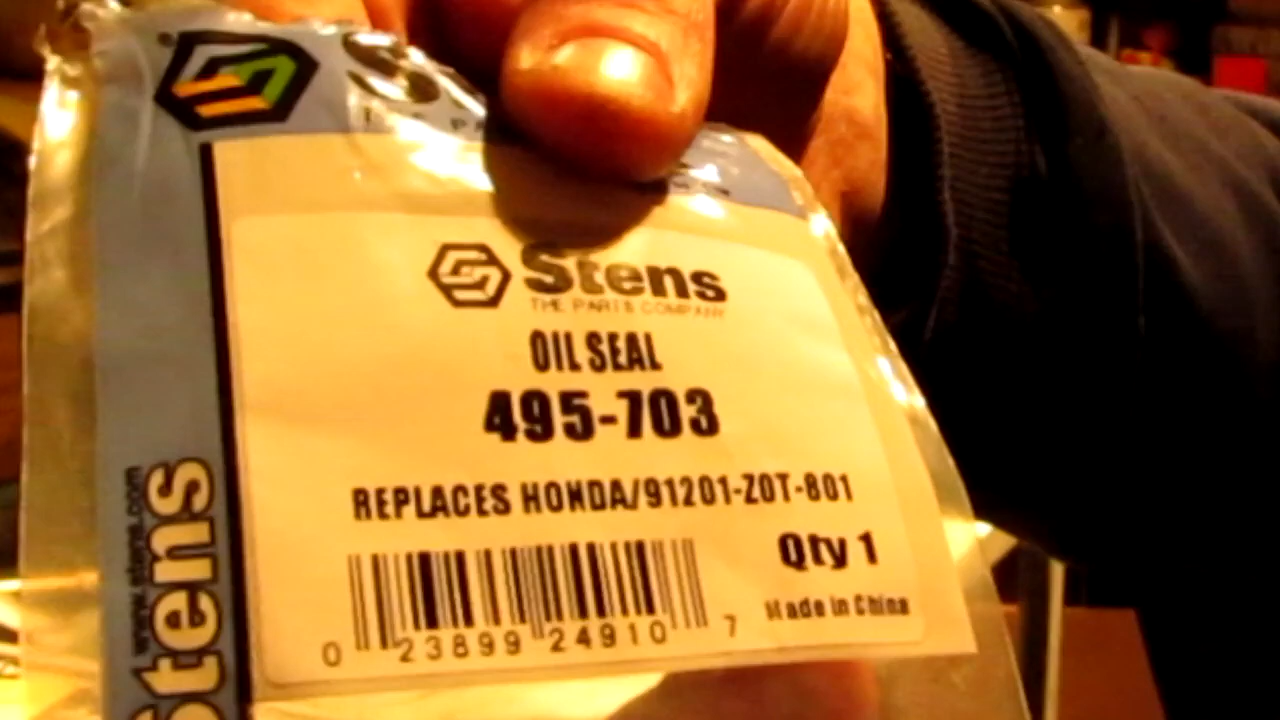 Stens
THE PARTS COMPANY
OIL SEAL
495-703
REPLACES HONDA/91201-Z0T-801
Qty 1
Made in China
0 23899 24910 7
www.stens.com
Stens